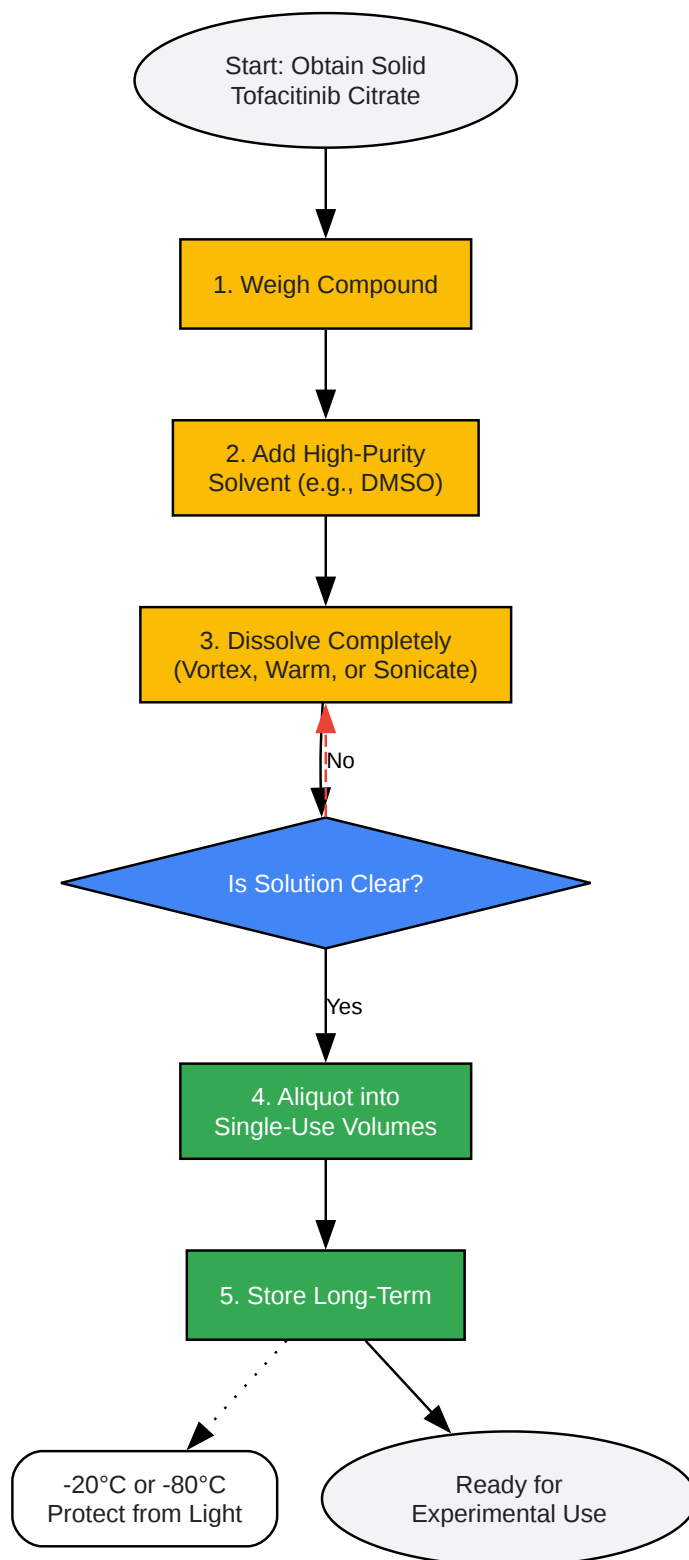 Start: Obtain Solid
Tofacitinib Citrate
1. Weigh Compound
2. Add High-Purity
Solvent (e.g., DMSO)
3. Dissolve Completely
(Vortex, Warm, or Sonicate)
No
Is Solution Clear?
Yes
4. Aliquot into
Single-Use Volumes
5. Store Long-Term
-20°C or -80°C
Protect from Light
Ready for
Experimental Use